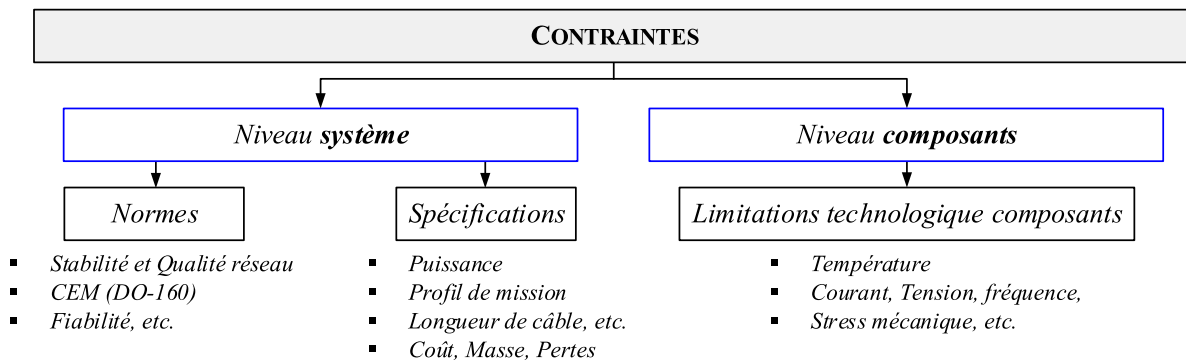 CONTRAINTES
Niveau système
Niveau composants
Normes
Spécifications
Limitations technologique composants
▪ Stabilité et Qualité réseau
▪ CEM (DO-160)
▪ Fiabilité, etc.
▪ Puissance
▪ Profil de mission
▪ Longueur de câble, etc.
▪ Coût, Masse, Pertes
▪ Température
▪ Courant, Tension, fréquence,
▪ Stress mécanique, etc.